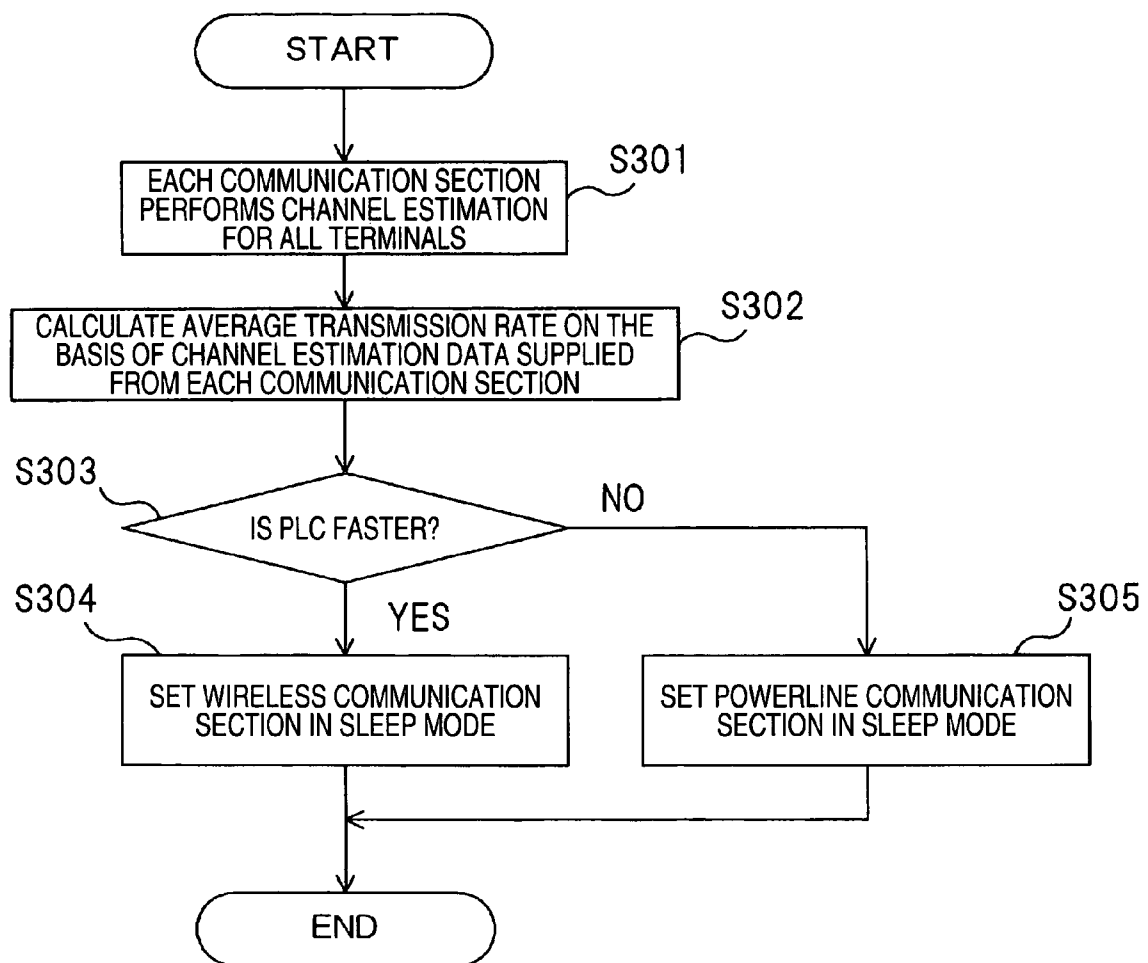 START
S301
EACH COMMUNICATION SECTION
PERFORMS CHANNEL ESTIMATION
FOR ALL TERMINALS
S302
CALCULATE AVERAGE TRANSMISSION RATE ON THE
BASIS OF CHANNEL ESTIMATION DATA SUPPLIED
FROM EACH COMMUNICATION SECTION
S303
IS PLC FASTER?
NO
YES
S304
SET WIRELESS COMMUNICATION
SECTION IN SLEEP MODE
S305
SET POWERLINE COMMUNICATION
SECTION IN SLEEP MODE
END